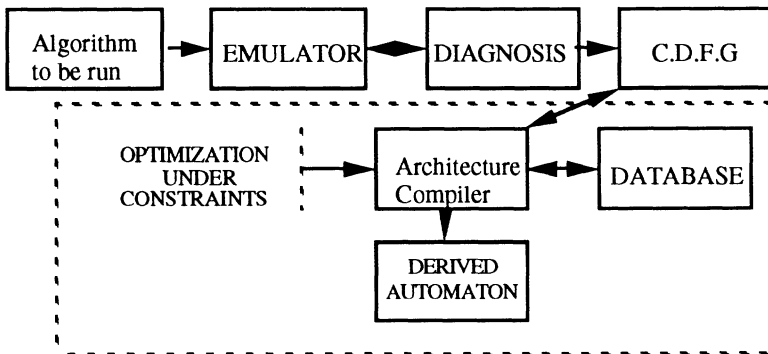 Algorithm
to be run
EMULATOR
DIAGNOSIS
C.D.F.G
OPTIMIZATION
UNDER
CONSTRAINTS
Architecture
Compiler
DATABASE
DERIVED
AUTOMATON